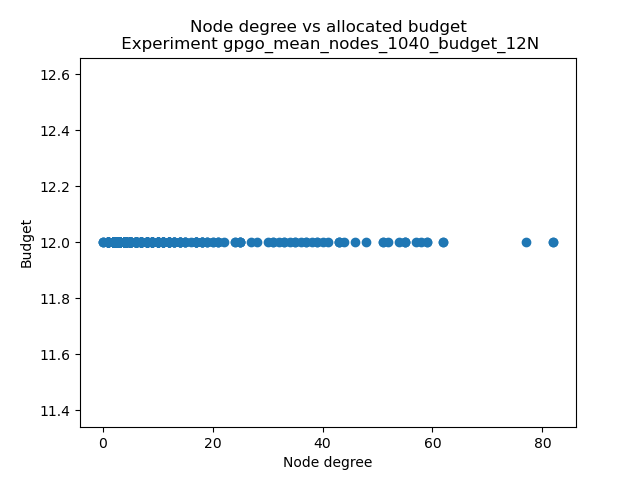 Node degree vs allocated budget
Experiment gpgo_mean_nodes_1040_budget_12N
12.6
12.4
12.2
12.0
11.8
11.6
11.4
Budget
0 20 40 60 80
Node degree